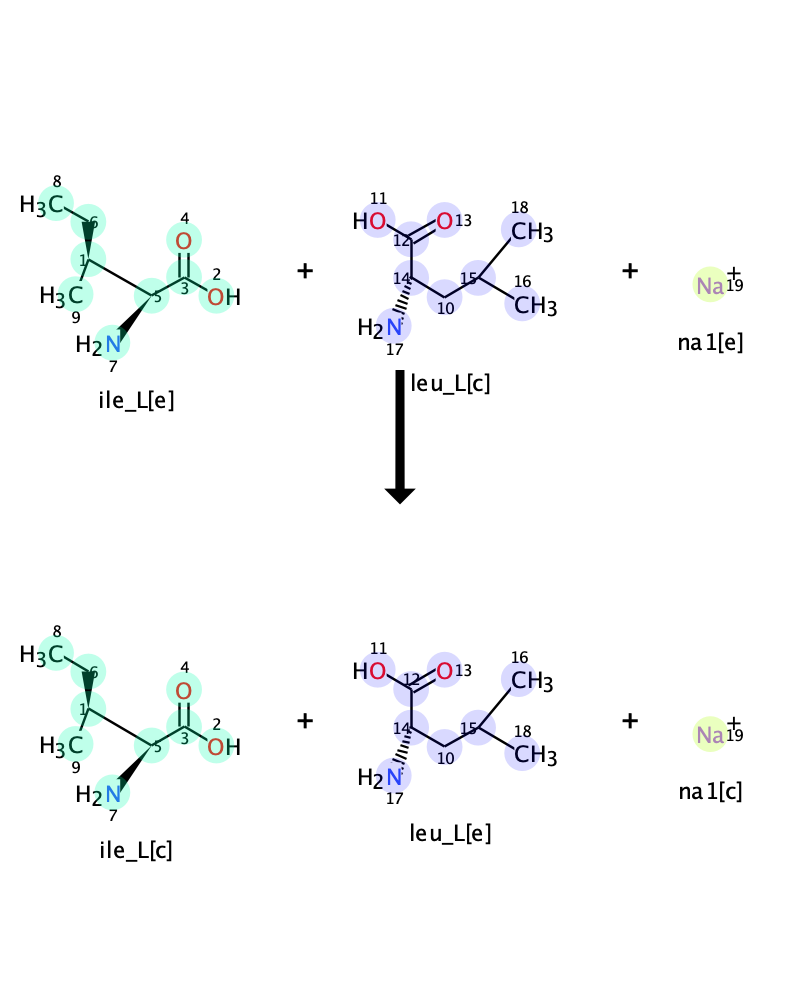 8
H₃C
6
4
O
1
3
2
OH
H₃C
5
9
H₂N
7
ile_L[e]
+
11
HO
O 13
12
18
CH₃
14
15
16
CH₃
10
H₂N
17
leu_L[c]
+
Na⁺
19
na1[e]
8
H₃C
6
4
O
1
3
2
OH
H₃C
5
9
H₂N
7
ile_L[c]
+
11
HO
O 13
12
16
CH₃
14
15
18
CH₃
10
H₂N
17
leu_L[e]
+
Na⁺
19
na1[c]